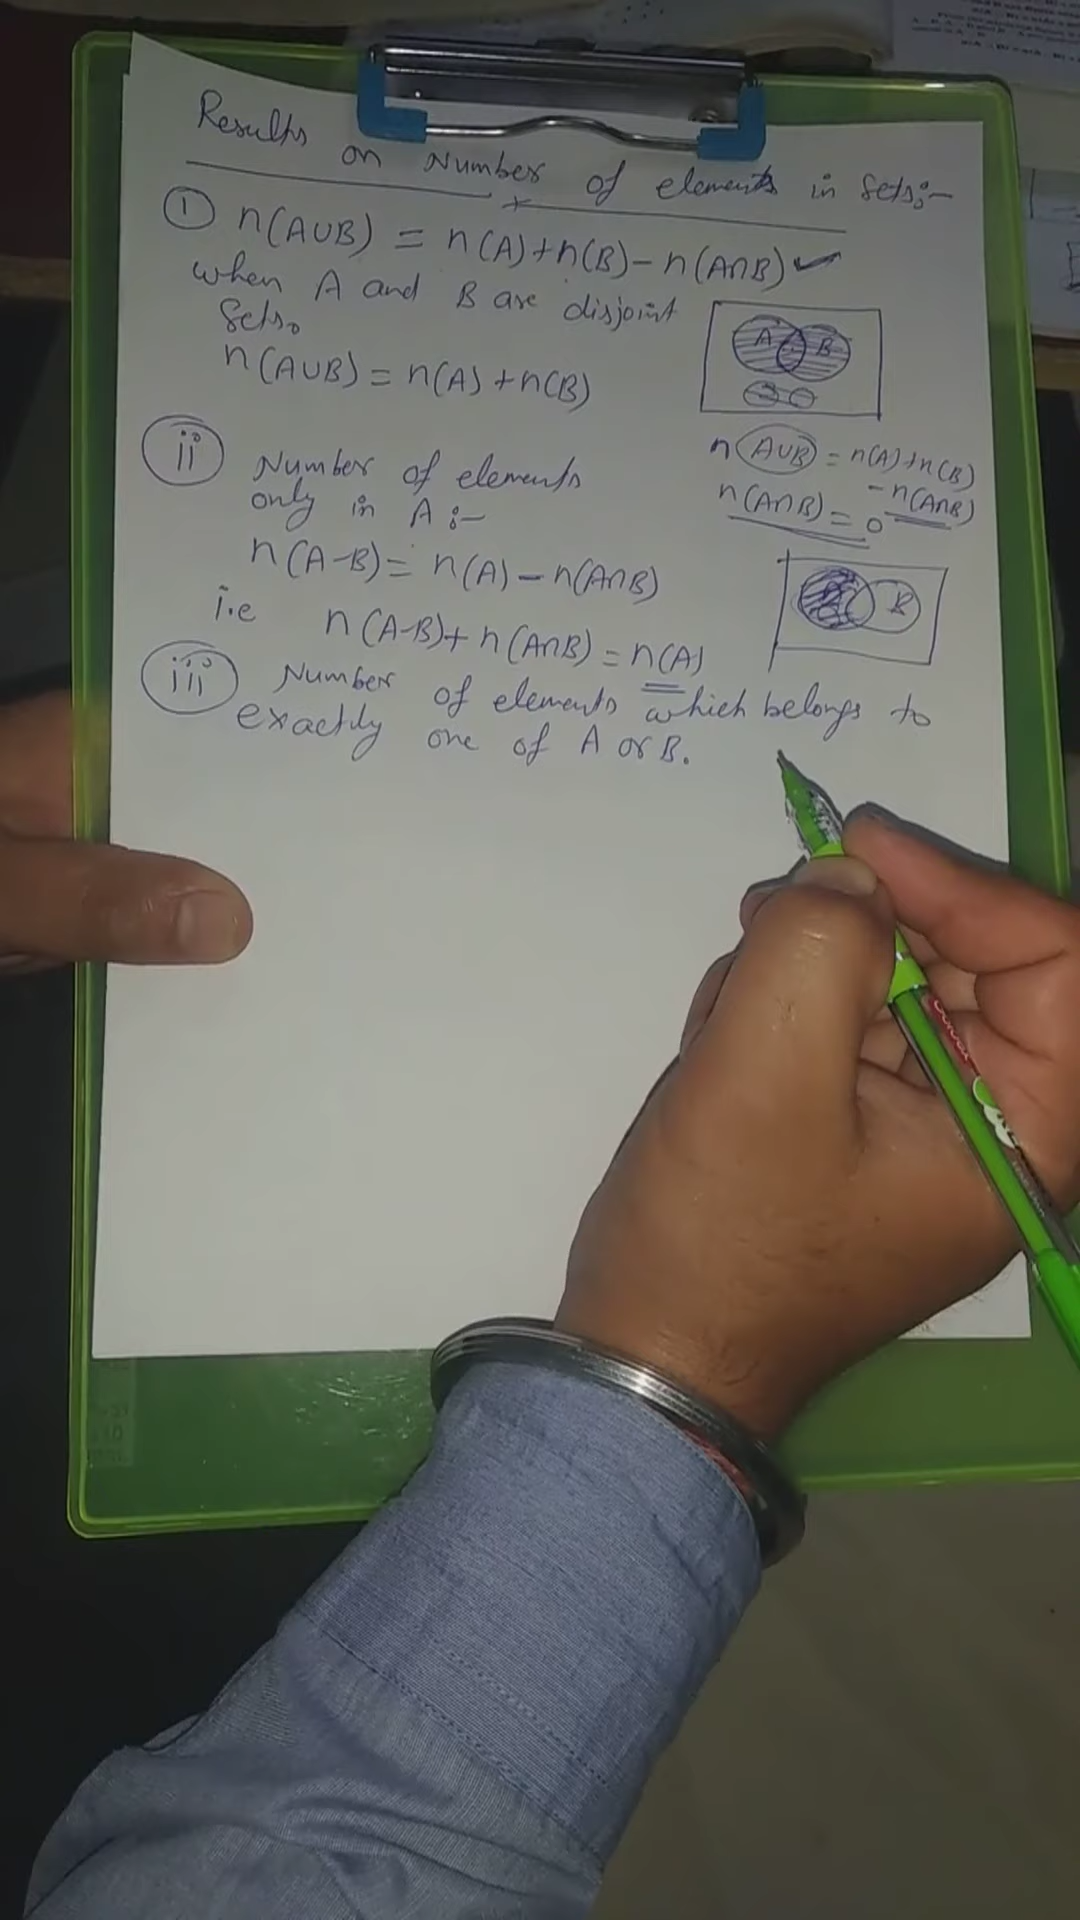 Results on Number of elements in sets:-
① n(A∪B) = n(A)+n(B)-n(A∩B) ✓
when A and B are disjoint
sets.
n(A∪B) = n(A) + n(B)
A B
n A∪B = n(A)+n(B)
-n(A∩B)
n(A∩B) = 0
ii Number of elements
only in A :-
n(A-B) = n(A) - n(A∩B)
B
i.e n(A-B)+ n(A∩B) = n(A)
iii Number of elements which belongs to
exactly one of A or B.